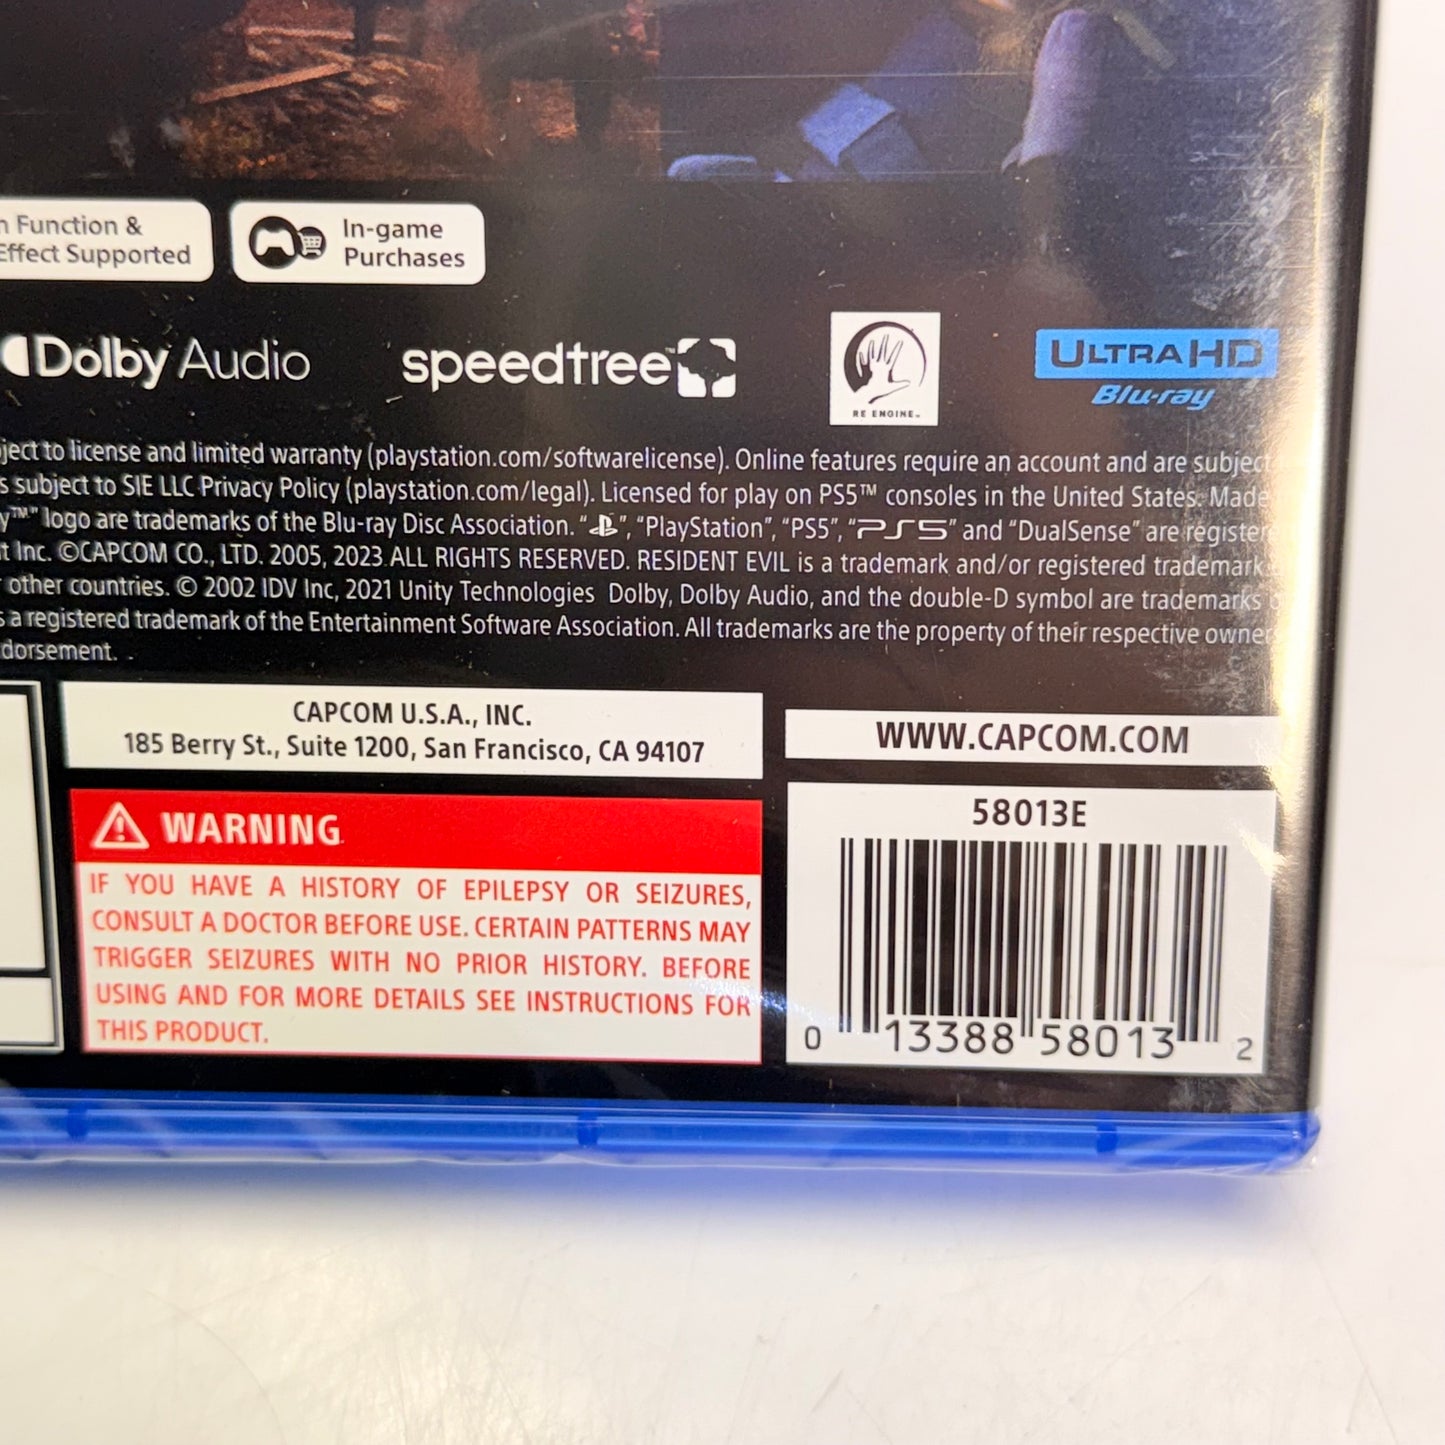 Function &
Effect Supported
In-game
Purchases
Dolby Audio
speedtree™
RE ENGINE™
ULTRA HD
Blu-ray
to license and limited warranty (playstation.com/softwarelicense). Online features require an account and are subject
subject to SIE LLC Privacy Policy (playstation.com/legal). Licensed for play on PS5™ consoles in the United States. Made
logo are trademarks of the Blu-ray Disc Association. “ ”, “PlayStation”, “PS5”, “PS5” and “DualSense” are
Inc. ©CAPCOM CO., LTD. 2005, 2023 ALL RIGHTS RESERVED. RESIDENT EVIL is a trademark and/or registered
other countries. © 2002 IDV Inc, 2021 Unity Technologies Dolby, Dolby Audio, and the double-D symbol are trademarks
a registered trademark of the Entertainment Software Association. All trademarks are the property of their respective
dorsement.
CAPCOM U.S.A., INC.
185 Berry St., Suite 1200, San Francisco, CA 94107
WWW.CAPCOM.COM
WARNING
IF YOU HAVE A HISTORY OF EPILEPSY OR SEIZURES,
CONSULT A DOCTOR BEFORE USE. CERTAIN PATTERNS MAY
TRIGGER SEIZURES WITH NO PRIOR HISTORY. BEFORE
USING AND FOR MORE DETAILS SEE INSTRUCTIONS FOR
THIS PRODUCT.
58013E
0 13388 58013 2